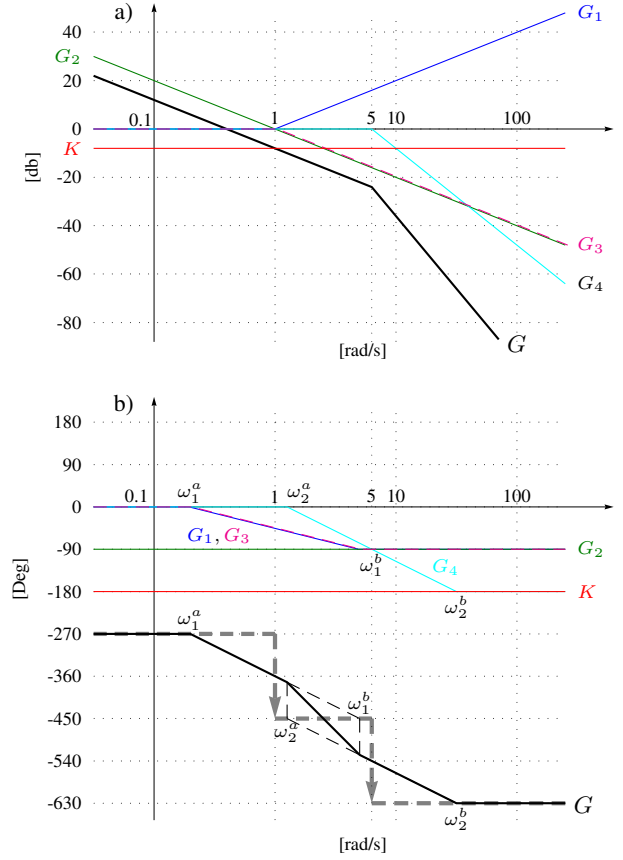 a)
40
G₁
G₂
20
0.1
1
5
10
100
0
K
[db]
-20
-40
G₃
-60
G₄
-80
G
[rad/s]
b)
180
90
0.1
ω₁ᵃ
1
ω₂ᵃ
5
10
100
0
G₁, G₃
-90
G₂
ω₁ᵇ
G₄
[Deg]
-180
K
ω₂ᵇ
ω₁ᵃ
-270
-360
ω₁ᵇ
-450
ω₂ᵃ
-540
-630
G
ω₂ᵇ
[rad/s]